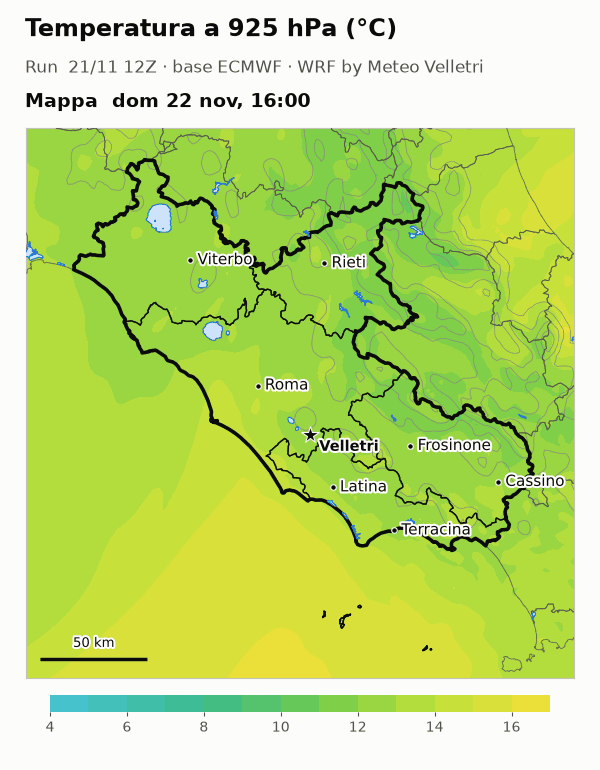 Temperatura a 925 hPa (°C)
Run  21/11 12Z · base ECMWF · WRF by Meteo Velletri
Mappa  dom 22 nov, 16:00
Viterbo
Rieti
Roma
Velletri
Frosinone
Latina
Cassino
Terracina
50 km
4 6 8 10 12 14 16